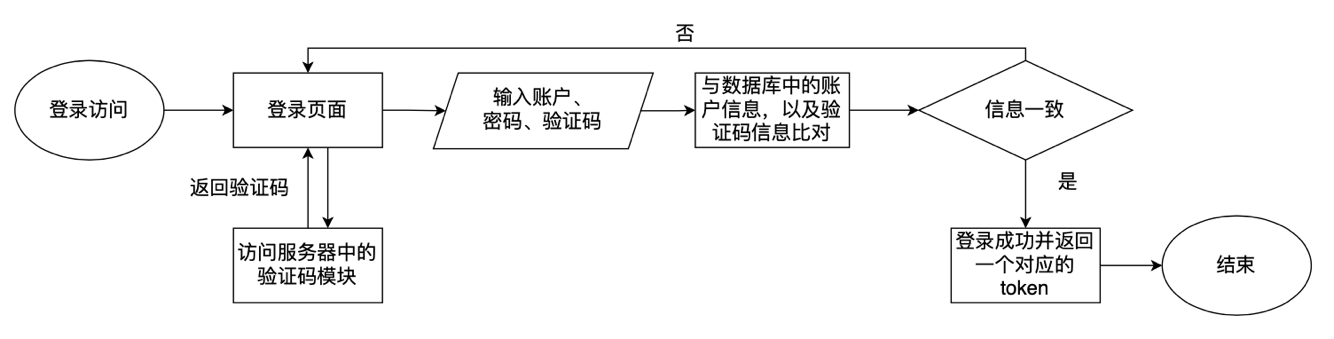 否
登录访问
登录页面
输入账户、
密码、验证码
与数据库中的账
户信息，以及验
证码信息比对
信息一致
返回验证码
是
访问服务器中的
验证码模块
登录成功并返回
一个对应的
token
结束